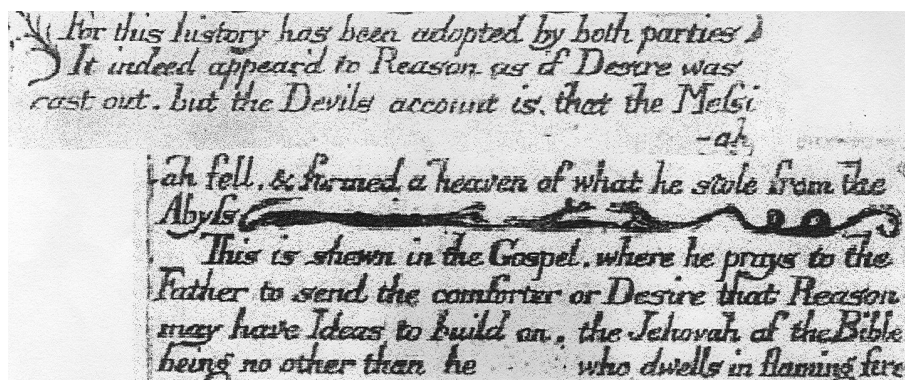 For this history has been adopted by both parties
It indeed appear'd to Reason as if Desire was
cast out. but the Devils account is, that the Meſsi
-ah
-ah fell, & formed a heaven of what he stole from the
Abyſs
This is shewn in the Gospel, where he prays to the
Father to send the comforter or Desire that Reason
may have Ideas to build on, the Jehovah of the Bible
being no other than he who dwells in flaming fire